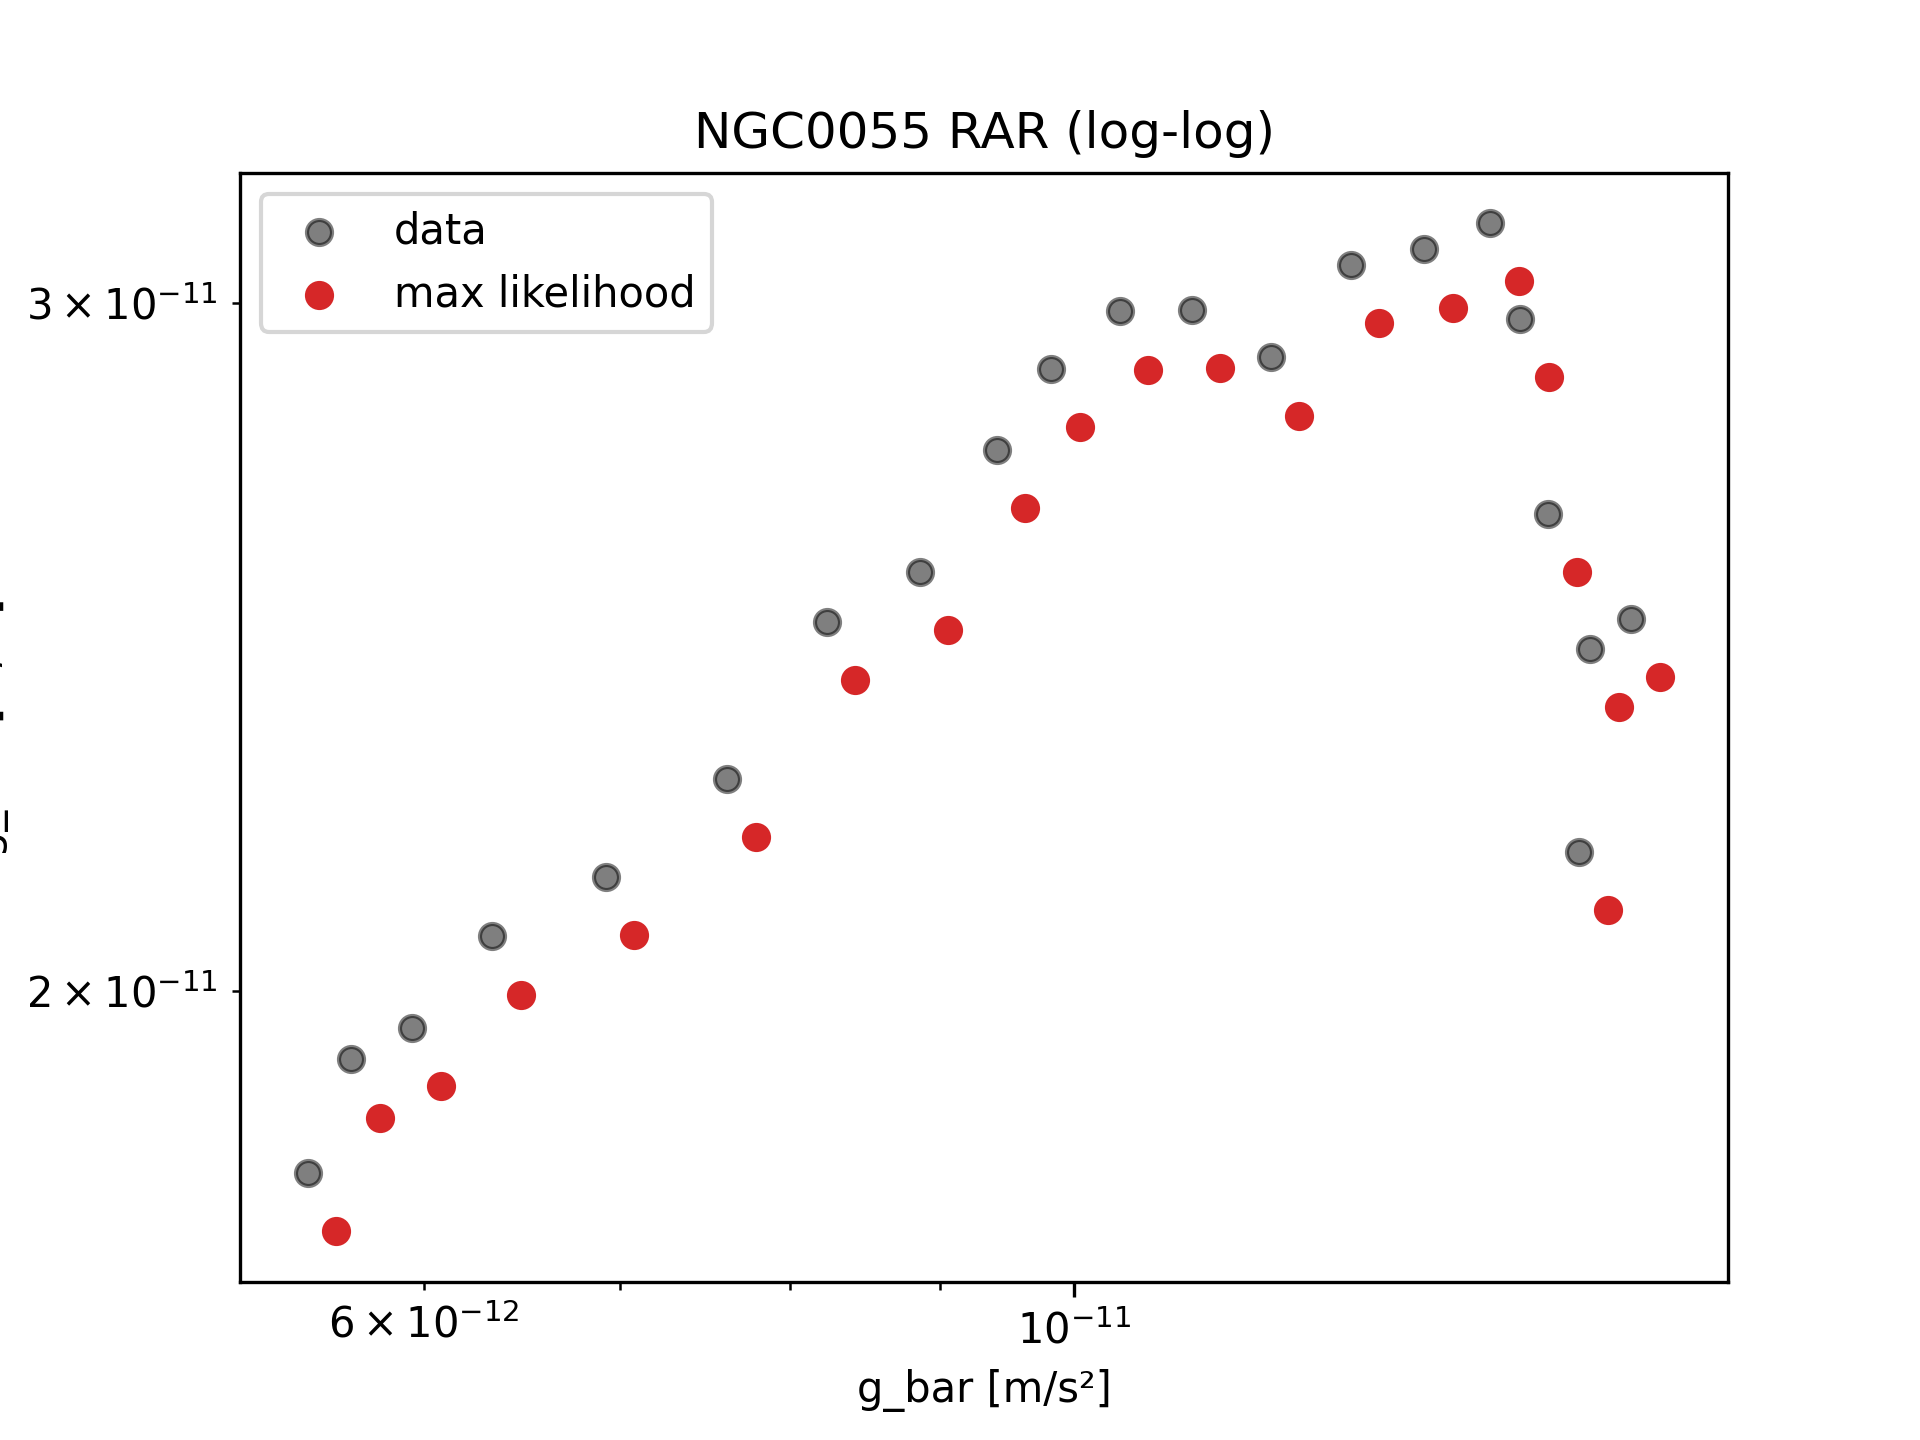 NGC0055 RAR (log-log)
data
max likelihood
3 × 10⁻¹¹
2 × 10⁻¹¹
6 × 10⁻¹²
10⁻¹¹
g_bar [m/s²]